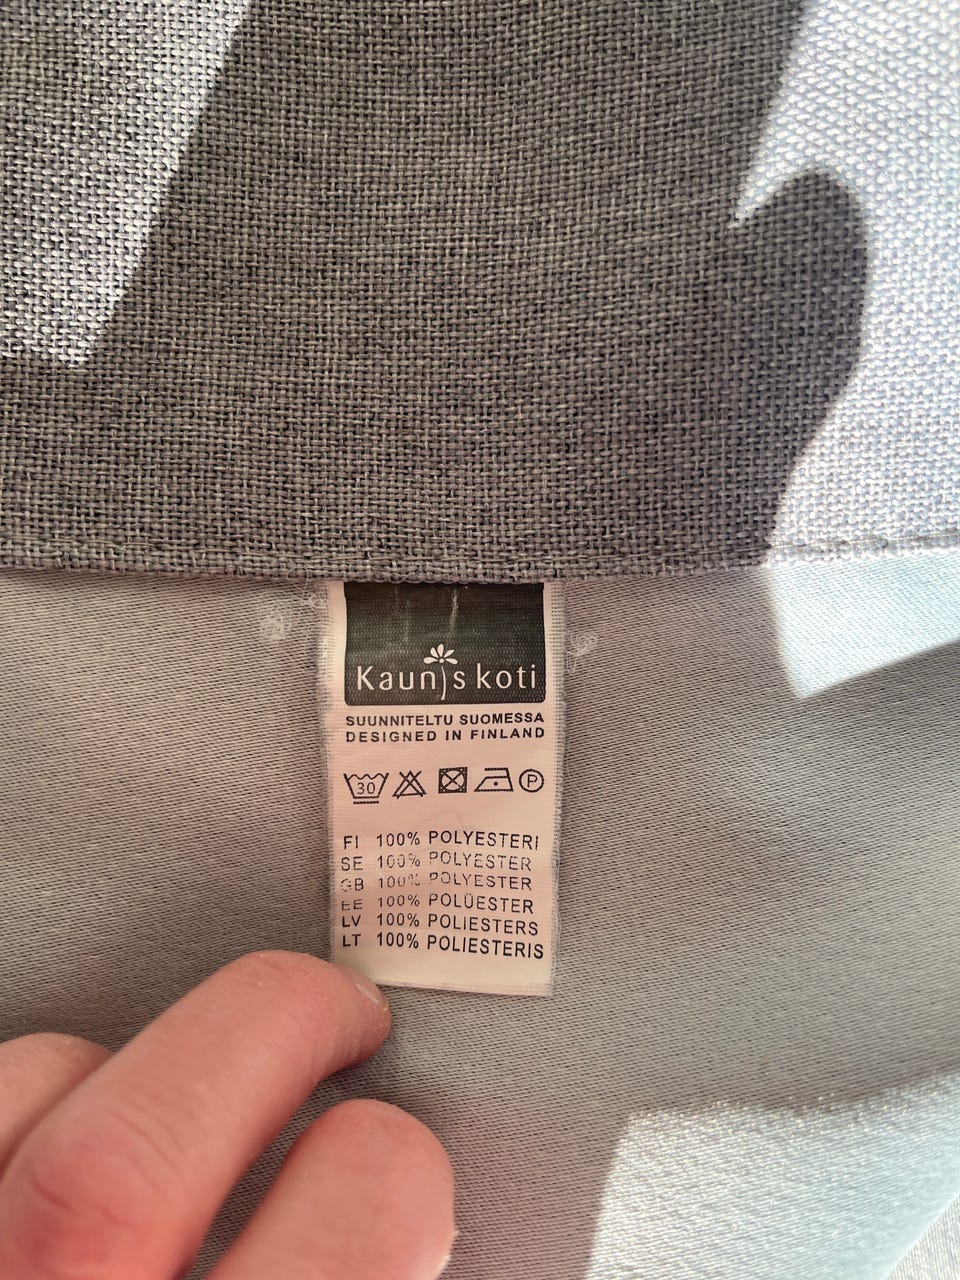 Kaunis koti
SUUNNITELTU SUOMESSA
DESIGNED IN FINLAND
30 P
FI 100% POLYESTERI
SE 100% POLYESTER
GB 100% POLYESTER
EE 100% POLÜESTER
LV 100% POLIESTERS
LT 100% POLIESTERIS